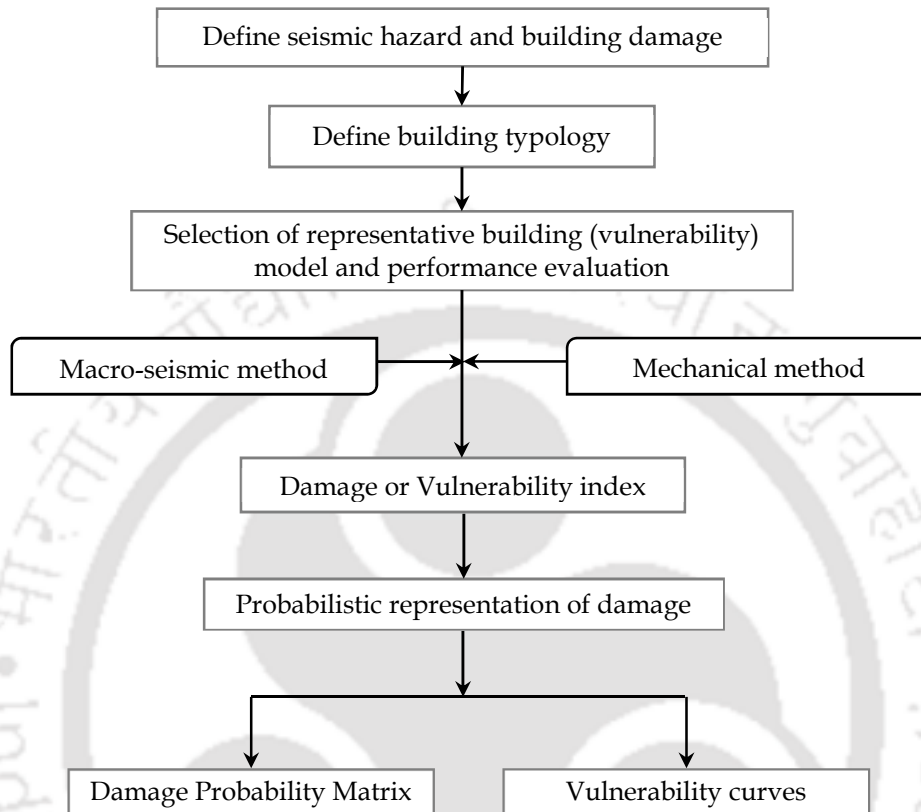 Define seismic hazard and building damage
Define building typology
Selection of representative building (vulnerability)
model and performance evaluation
Macro-seismic method
Mechanical method
Damage or Vulnerability index
Probabilistic representation of damage
Damage Probability Matrix
Vulnerability curves